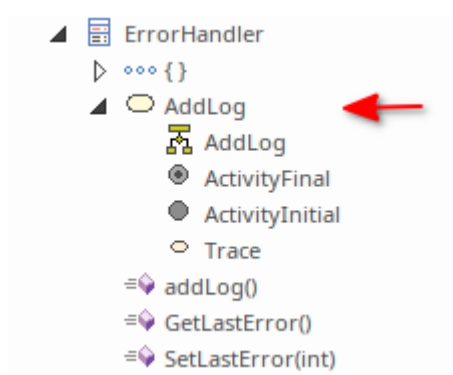 ErrorHandler
{ }
AddLog
AddLog
ActivityFinal
ActivityInitial
Trace
addLog()
GetLastError()
SetLastError(int)